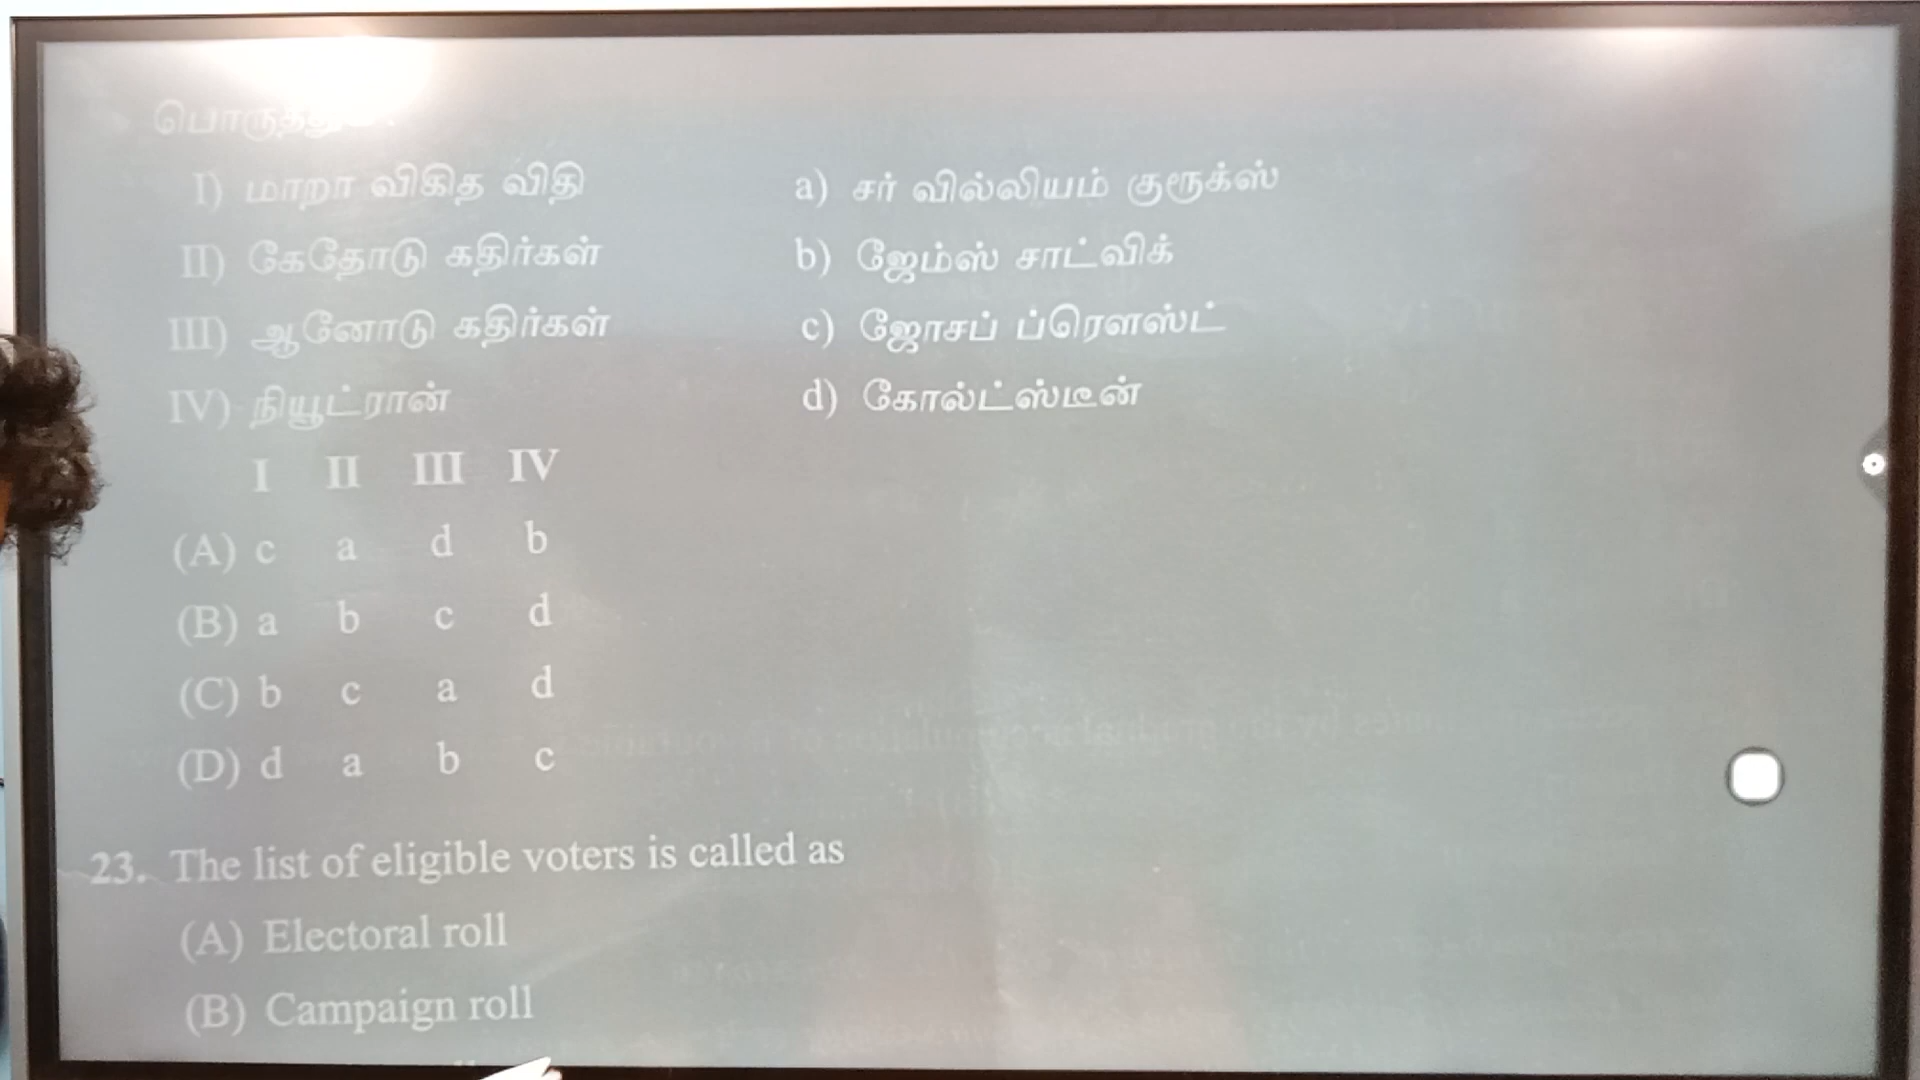 I) மாறா விகித விதி a) சர் வில்லியம் குரூக்ஸ்
II) கேதோடு கதிர்கள் b) ஜேம்ஸ் சாட்விக்
III) ஆனோடு கதிர்கள் c) ஜோசப் ப்ரௌஸ்ட்
IV) நியூட்ரான் d) கோல்ட்ஸ்டீன்
I II III IV
(A) c a d b
(B) a b c d
(C) b c a d
(D) d a b c
23. The list of eligible voters is called as
(A) Electoral roll
(B) Campaign roll